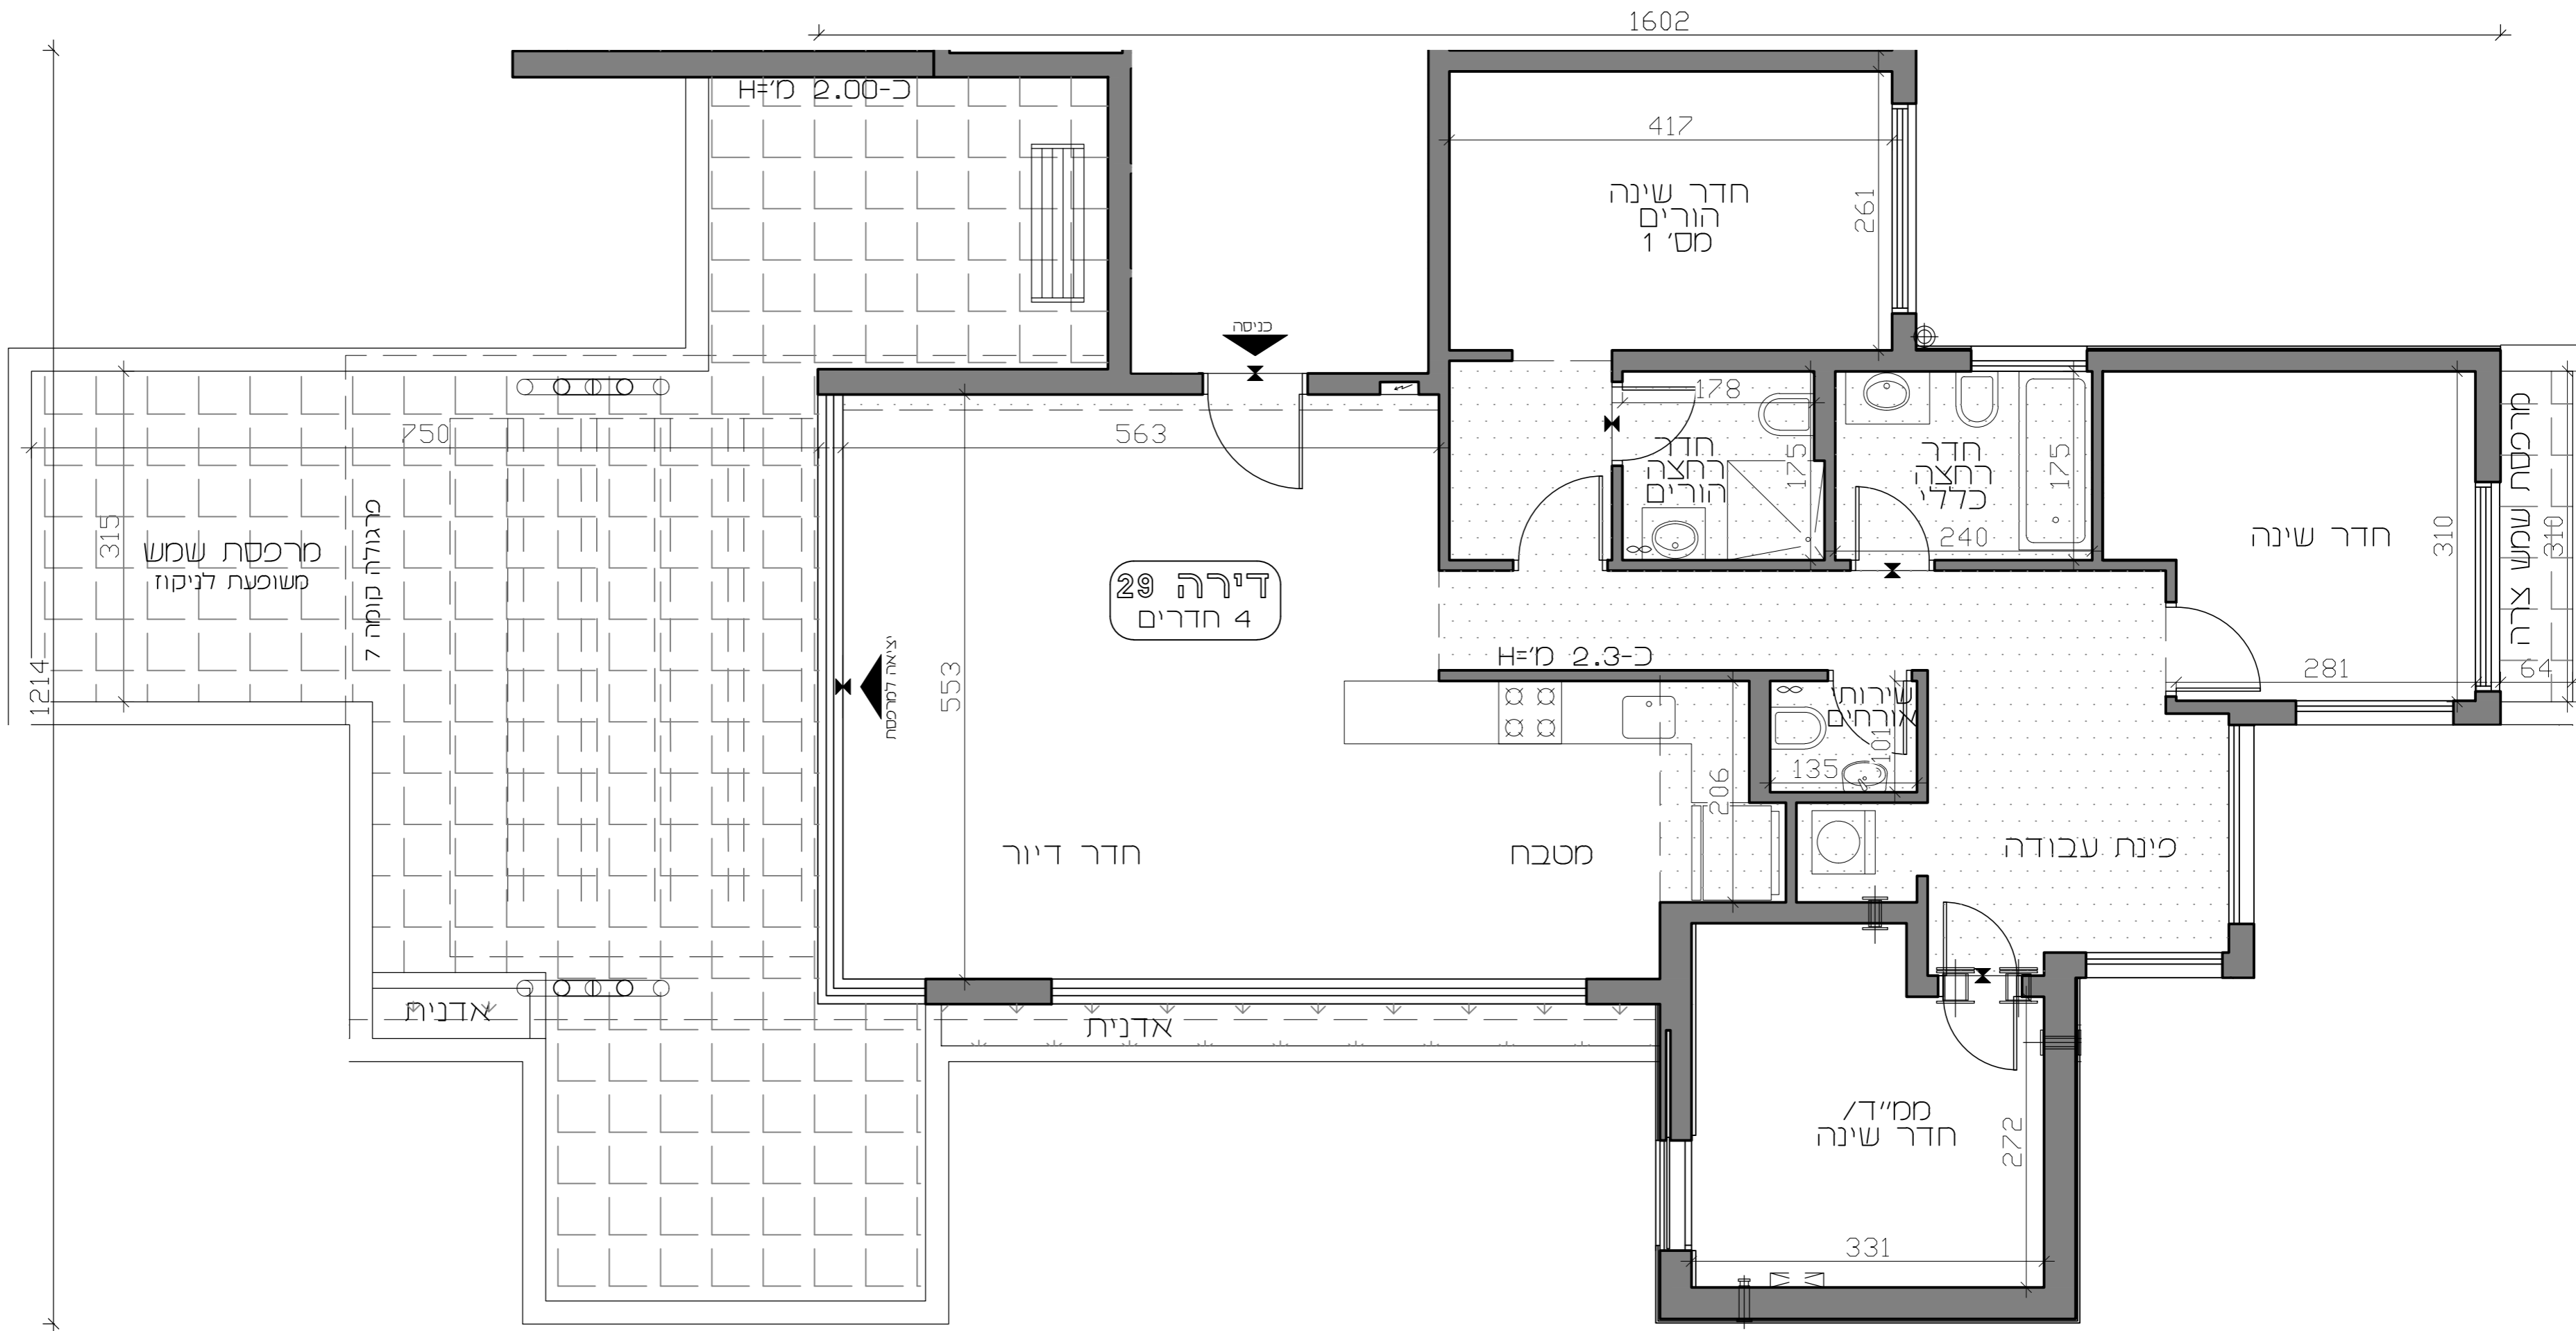 1602
כ-2.00 מ'=H
417
חדר שינה
הורים
מס' 1
261
כניסה
750
563
178
חדר
רחצה
הורים
175
חדר
רחצה
כללי
175
240
חדר שינה
310
מרפסת שמש צרה
310
281
64
315
מרפסת שמש
משופעת לניקוז
פרגולה קומה 7
1214
דירה 29
4 חדרים
יציאה למרפסת
553
כ-2.3 מ'=H
שירותי
אורחים
101
135
206
חדר דיור
מטבח
פינת עבודה
אדנית
אדנית
ממ"ד/
חדר שינה
272
331